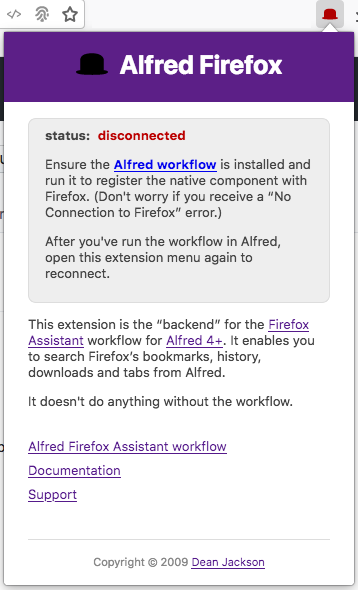 Alfred Firefox
status: disconnected
Ensure the Alfred workflow is installed and
run it to register the native component with
Firefox. (Don't worry if you receive a “No
Connection to Firefox” error.)
After you've run the workflow in Alfred,
open this extension menu again to
reconnect.
This extension is the “backend” for the Firefox
Assistant workflow for Alfred 4+. It enables you
to search Firefox’s bookmarks, history,
downloads and tabs from Alfred.
It doesn't do anything without the workflow.
Alfred Firefox Assistant workflow
Documentation
Support
Copyright © 2009 Dean Jackson